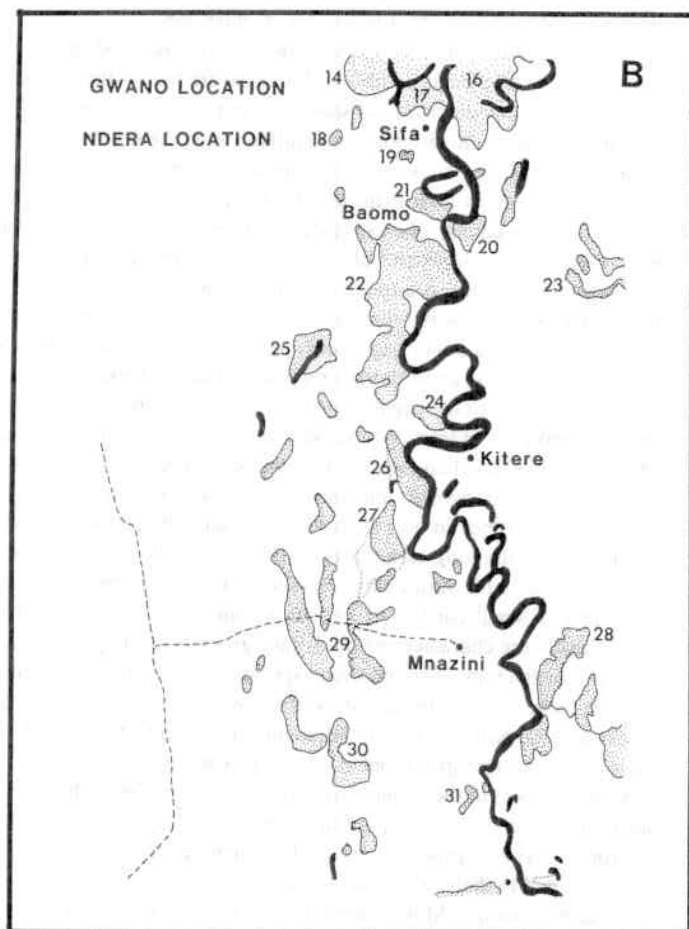 B
14
16
GWANO LOCATION
17
Sifa
18
NDERA LOCATION
19
21
Baomo
20
22
23
25
24
Kitere
26
27
28
29
Mnazini
30
31